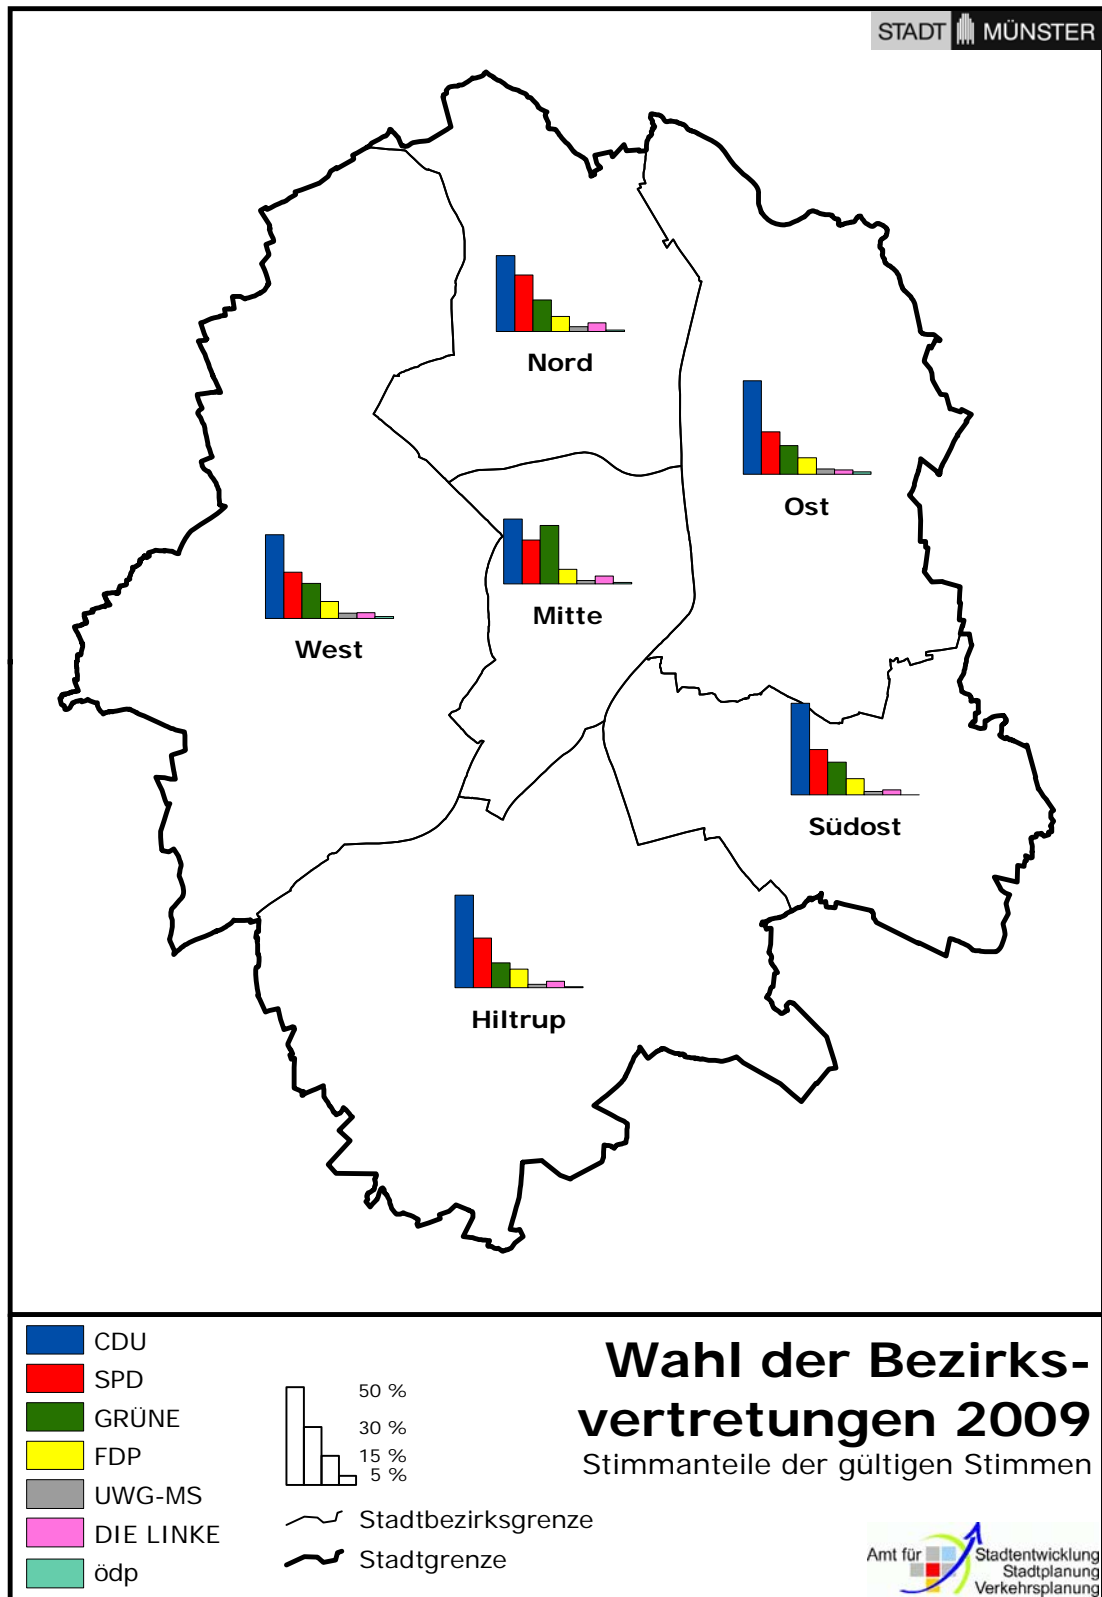 STADT MÜNSTER
Nord
Ost
Mitte
West
Südost
Hiltrup
CDU
SPD
GRÜNE
FDP
UWG-MS
DIE LINKE
ödp
50 %
30 %
15 %
5 %
Stadtbezirksgrenze
Stadtgrenze
Wahl der Bezirks-
vertretungen 2009
Stimmanteile der gültigen Stimmen
Amt für Stadtentwicklung
Stadtplanung
Verkehrsplanung